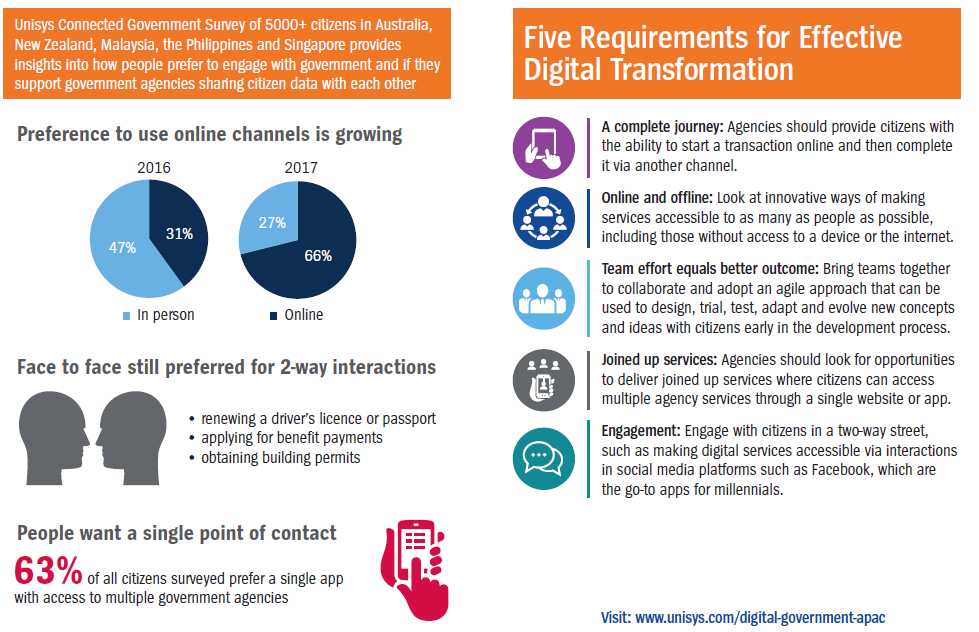 Unisys Connected Government Survey of 5000+ citizens in Australia,
New Zealand, Malaysia, the Philippines and Singapore provides
insights into how people prefer to engage with government and if they
support government agencies sharing citizen data with each other
Preference to use online channels is growing
2016
2017
47%
31%
27%
66%
In person
Online
Face to face still preferred for 2-way interactions
• renewing a driver's licence or passport
• applying for benefit payments
• obtaining building permits
People want a single point of contact
63% of all citizens surveyed prefer a single app
with access to multiple government agencies
Five Requirements for Effective
Digital Transformation
A complete journey: Agencies should provide citizens with
the ability to start a transaction online and then complete
it via another channel.
Online and offline: Look at innovative ways of making
services accessible to as many as people as possible,
including those without access to a device or the internet.
Team effort equals better outcome: Bring teams together
to collaborate and adopt an agile approach that can be
used to design, trial, test, adapt and evolve new concepts
and ideas with citizens early in the development process.
Joined up services: Agencies should look for opportunities
to deliver joined up services where citizens can access
multiple agency services through a single website or app.
Engagement: Engage with citizens in a two-way street,
such as making digital services accessible via interactions
in social media platforms such as Facebook, which are
the go-to apps for millennials.
Visit: www.unisys.com/digital-government-apac